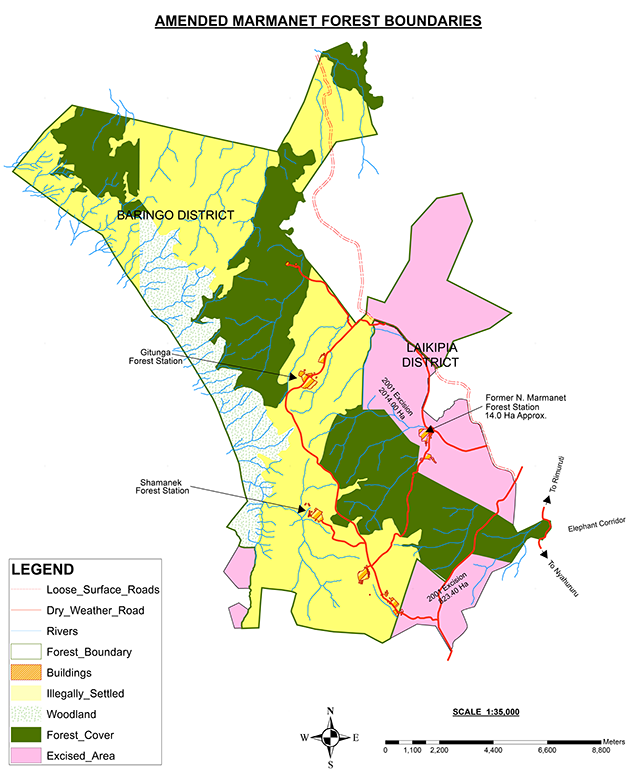 AMENDED MARMANET FOREST BOUNDARIES
BARINGO DISTRICT
LAIKIPIA
DISTRICT
Gitunga
Forest Station
2001 Excision
2014.00 Ha
Former N. Marmanet
Forest Station
14.0 Ha Approx.
Shamanek
Forest Station
To Rimuruti
Elephant Corridor
To Nyahururu
2001 Excision
823.40 Ha
LEGEND
Loose_Surface_Roads
Dry_Weather_Road
Rivers
Forest_Boundary
Buildings
Illegally_Settled
Woodland
Forest_Cover
Excised_Area
N
W E
S
SCALE 1:35,000
Meters
0 1,100 2,200 4,400 6,600 8,800